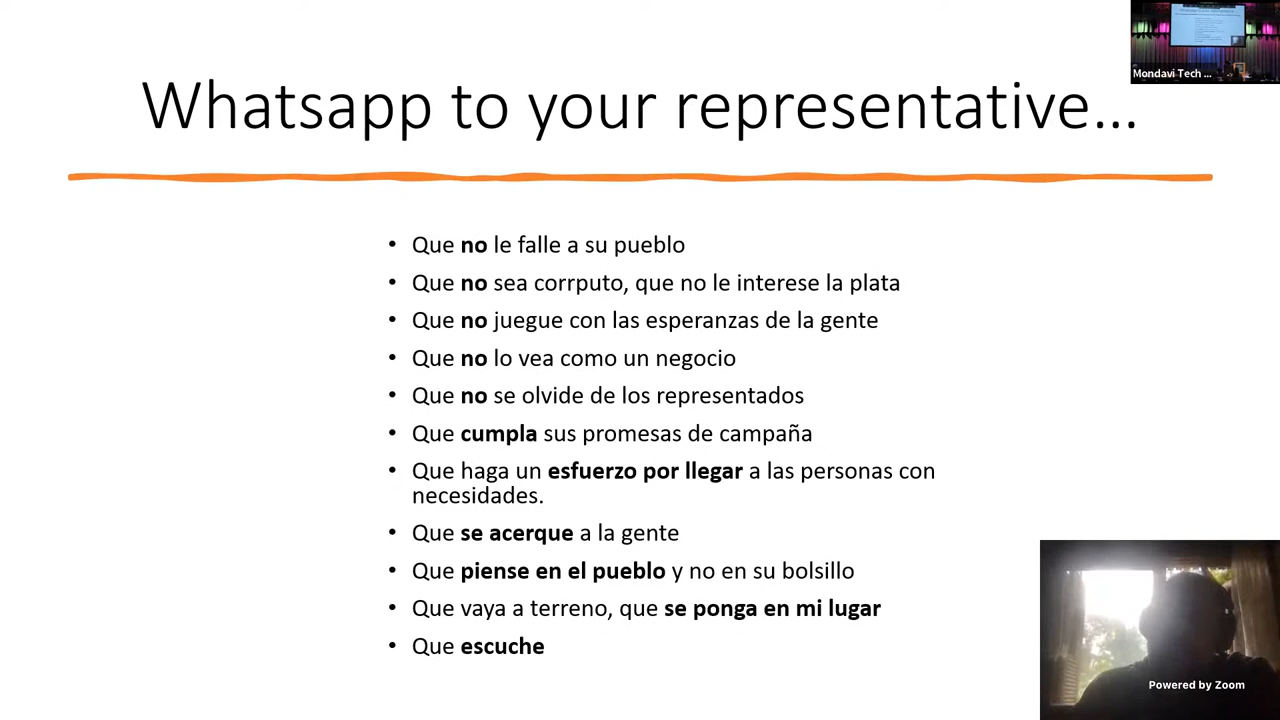 Mondavi Tech ...
Whatsapp to your representative...
• Que no le falle a su pueblo
• Que no sea corrputo, que no le interese la plata
• Que no juegue con las esperanzas de la gente
• Que no lo vea como un negocio
• Que no se olvide de los representados
• Que cumpla sus promesas de campaña
• Que haga un esfuerzo por llegar a las personas con
necesidades.
• Que se acerque a la gente
• Que piense en el pueblo y no en su bolsillo
• Que vaya a terreno, que se ponga en mi lugar
• Que escuche
Powered by Zoom